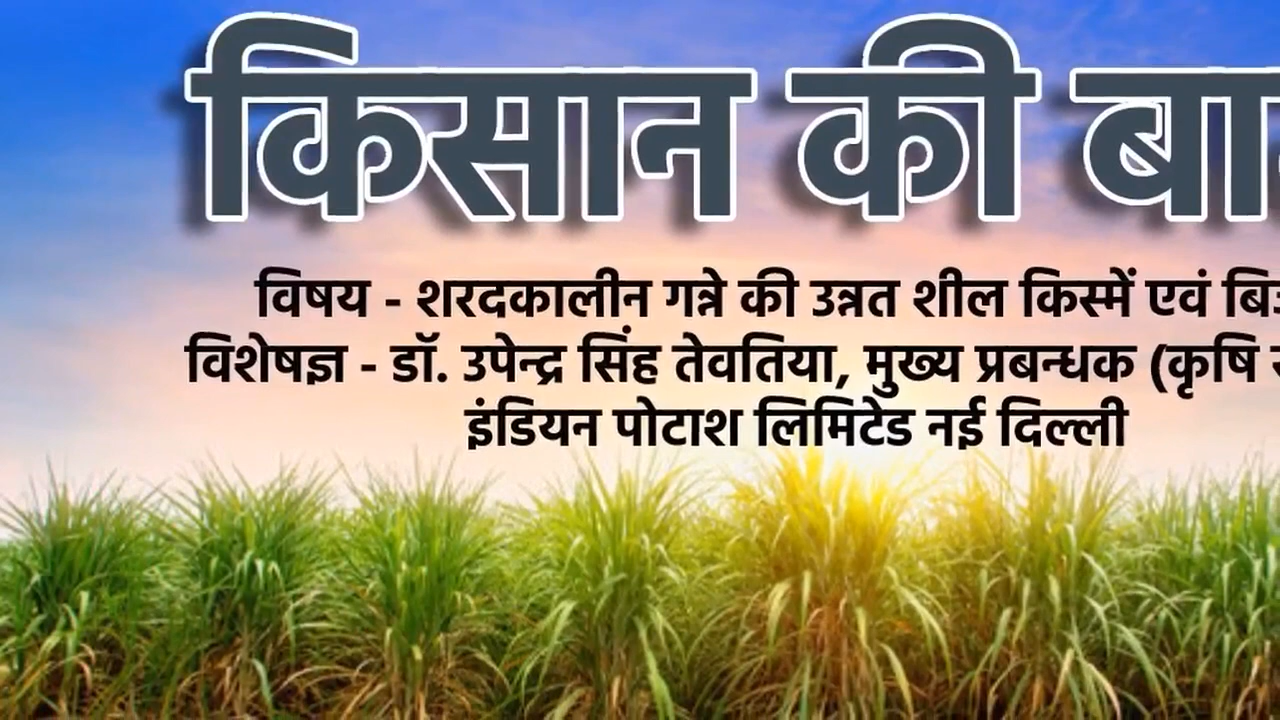 किसान की
विषय - शरदकालीन गन्ने की उन्नत शील किस्में एवं
विशेषज्ञ - डॉ. उपेन्द्र सिंह तेवतिया, मुख्य प्रबन्धक (कृषि
इंडियन पोटाश लिमिटेड नई दिल्ली